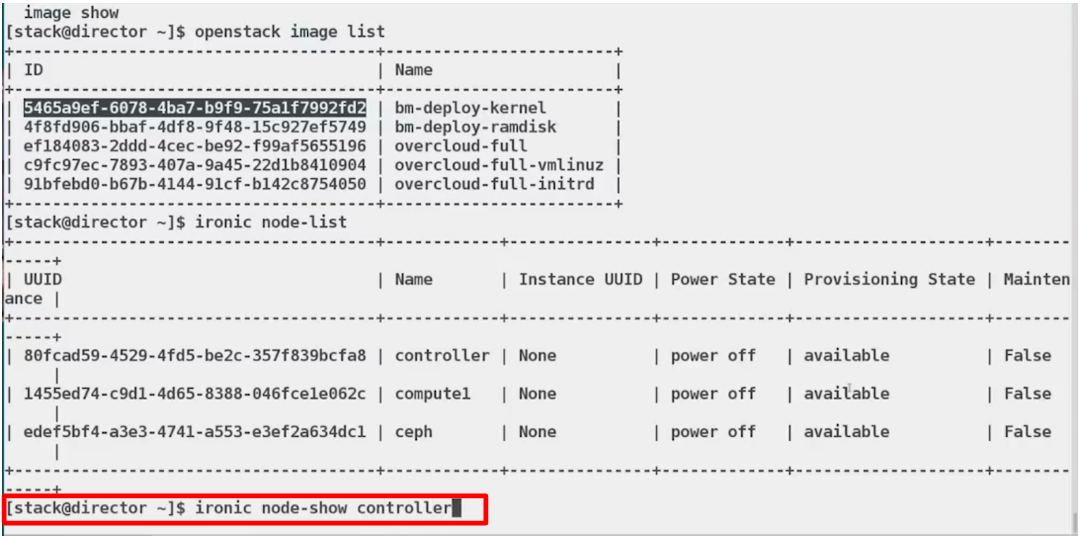 image show
[stack@director ~]$ openstack image list
+--------------------------------------+------------------------+
| ID                                   | Name                   |
+--------------------------------------+------------------------+
| 5465a9ef-6078-4ba7-b9f9-75a1f7992fd2 | bm-deploy-kernel       |
| 4f8fd906-bbaf-4df8-9f48-15c927ef5749 | bm-deploy-ramdisk      |
| ef184083-2ddd-4cec-be92-f99af5655196 | overcloud-full         |
| c9fc97ec-7893-407a-9a45-22d1b8410904 | overcloud-full-vmlinuz |
| 91bfebd0-b67b-4144-91cf-b142c8754050 | overcloud-full-initrd  |
+--------------------------------------+------------------------+
[stack@director ~]$ ironic node-list
+--------------------------------------+------------+---------------+-------------+--------------------+--------
-----+
| UUID                                 | Name       | Instance UUID | Power State | Provisioning State | Mainten
ance |
+--------------------------------------+------------+---------------+-------------+--------------------+--------
-----+
| 80fcad59-4529-4fd5-be2c-357f839bcfa8 | controller | None          | power off   | available          | False
     |
| 1455ed74-c9d1-4d65-8388-046fce1e062c | compute1   | None          | power off   | available          | False
     |
| edef5bf4-a3e3-4741-a553-e3ef2a634dc1 | ceph       | None          | power off   | available          | False
     |
+--------------------------------------+------------+---------------+-------------+--------------------+--------
-----+
[stack@director ~]$ ironic node-show controller